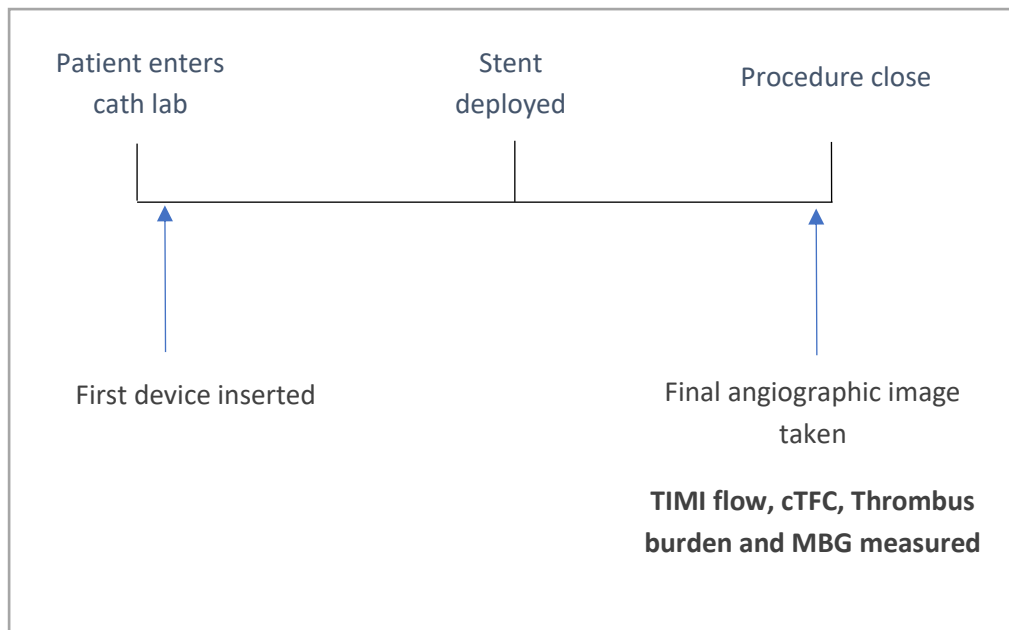 Patient enters
cath lab
Stent
deployed
Procedure close
First device inserted
Final angiographic image
taken
TIMI flow, cTFC, Thrombus
burden and MBG measured